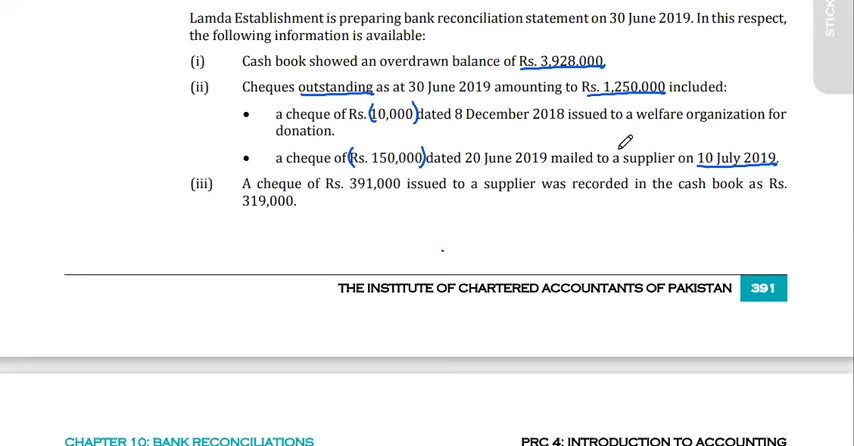 STICK
Lamda Establishment is preparing bank reconciliation statement on 30 June 2019. In this respect,
the following information is available:
(i) Cash book showed an overdrawn balance of Rs. 3,928,000.
(ii) Cheques outstanding as at 30 June 2019 amounting to Rs. 1,250,000 included:
• a cheque of Rs. 10,000 dated 8 December 2018 issued to a welfare organization for
donation.
• a cheque of Rs. 150,000 dated 20 June 2019 mailed to a supplier on 10 July 2019.
(iii) A cheque of Rs. 391,000 issued to a supplier was recorded in the cash book as Rs.
319,000.
THE INSTITUTE OF CHARTERED ACCOUNTANTS OF PAKISTAN 391
CHAPTER 10: BANK RECONCILIATIONS PRC 4: INTRODUCTION TO ACCOUNTING